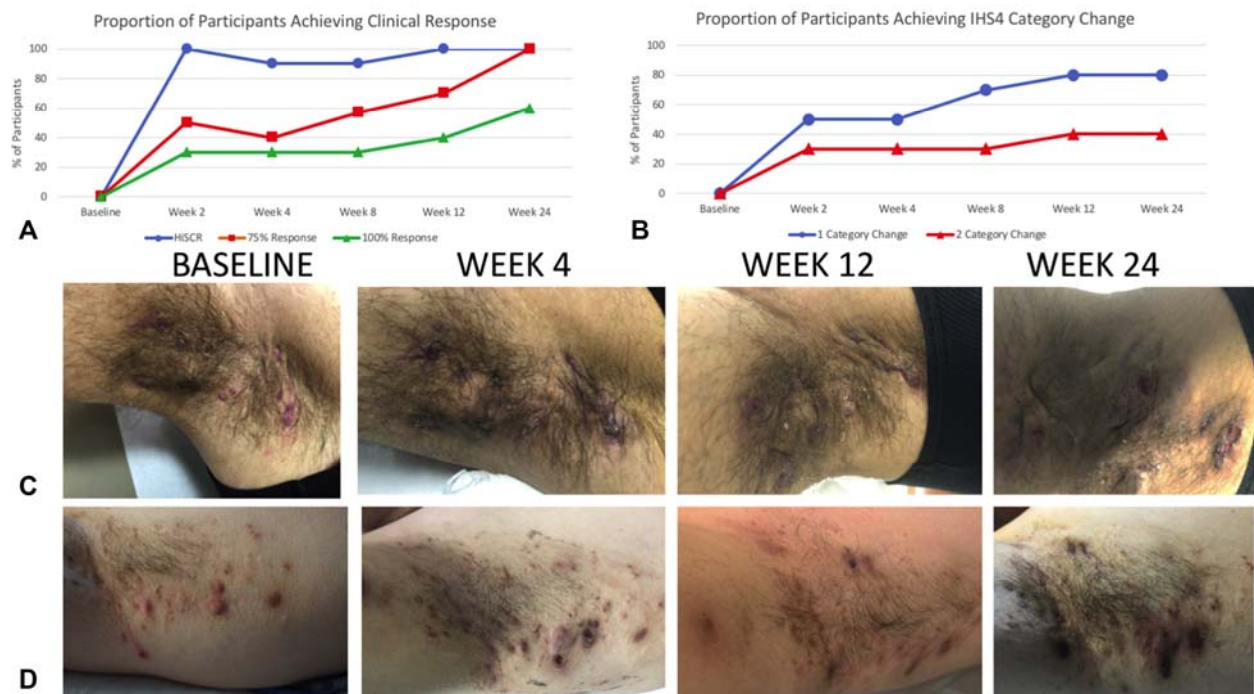 Proportion of Participants Achieving Clinical Response
100
80
60
40
20
0
% of Participants
Baseline Week 2 Week 4 Week 8 Week 12 Week 24
HiSCR 75% Response 100% Response
A
Proportion of Participants Achieving IHS4 Category Change
100
80
60
40
20
0
% of Participants
Baseline Week 2 Week 4 Week 8 Week 12 Week 24
1 Category Change 2 Category Change
B
BASELINE WEEK 4 WEEK 12 WEEK 24
C
D